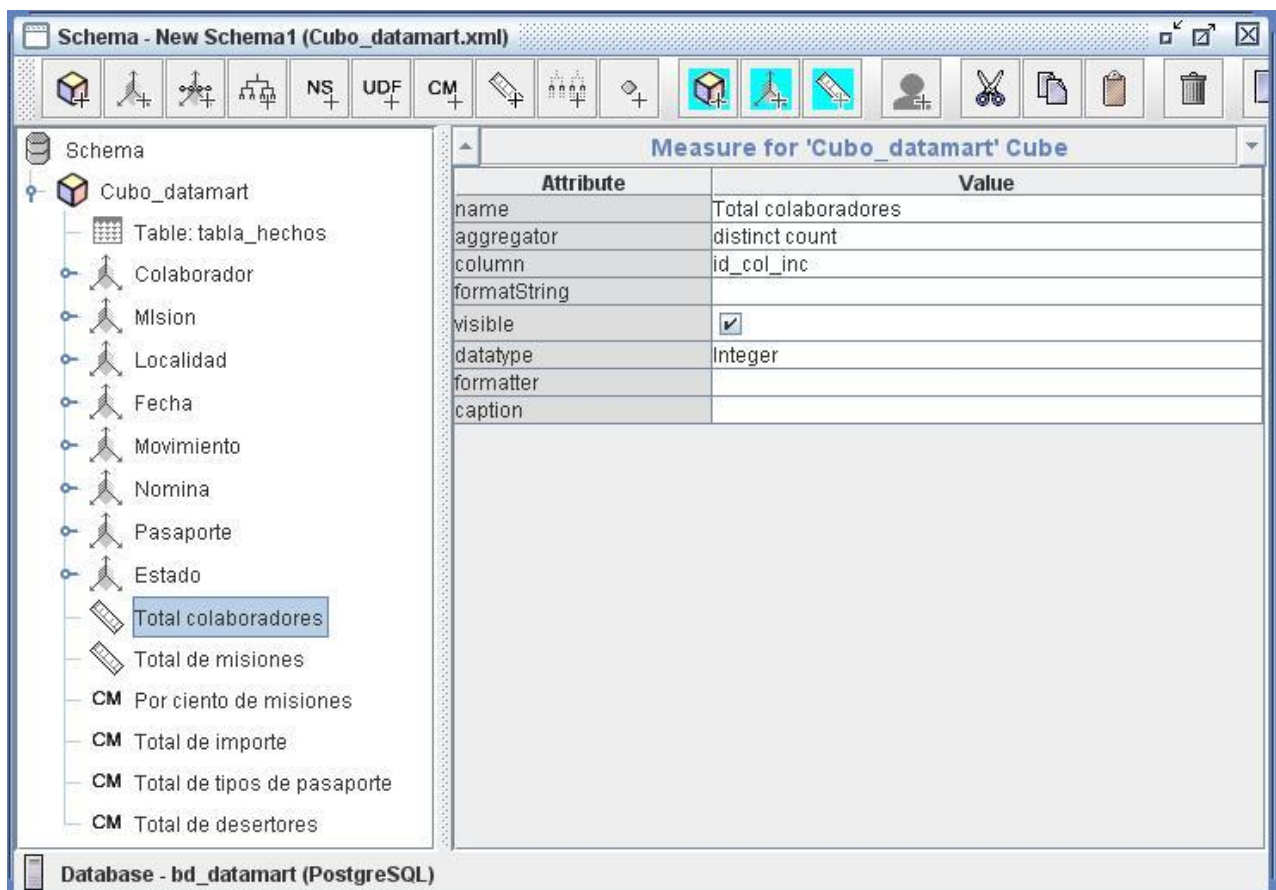 Schema - New Schema1 (Cubo_datamart.xml)
NS UDF CM
Schema
Cubo_datamart
Table: tabla_hechos
Colaborador
MIsion
Localidad
Fecha
Movimiento
Nomina
Pasaporte
Estado
Total colaboradores
Total de misiones
CM Por ciento de misiones
CM Total de importe
CM Total de tipos de pasaporte
CM Total de desertores
Measure for 'Cubo_datamart' Cube
Attribute Value
name Total colaboradores
aggregator distinct count
column id_col_inc
formatString
visible
datatype Integer
formatter
caption
Database - bd_datamart (PostgreSQL)